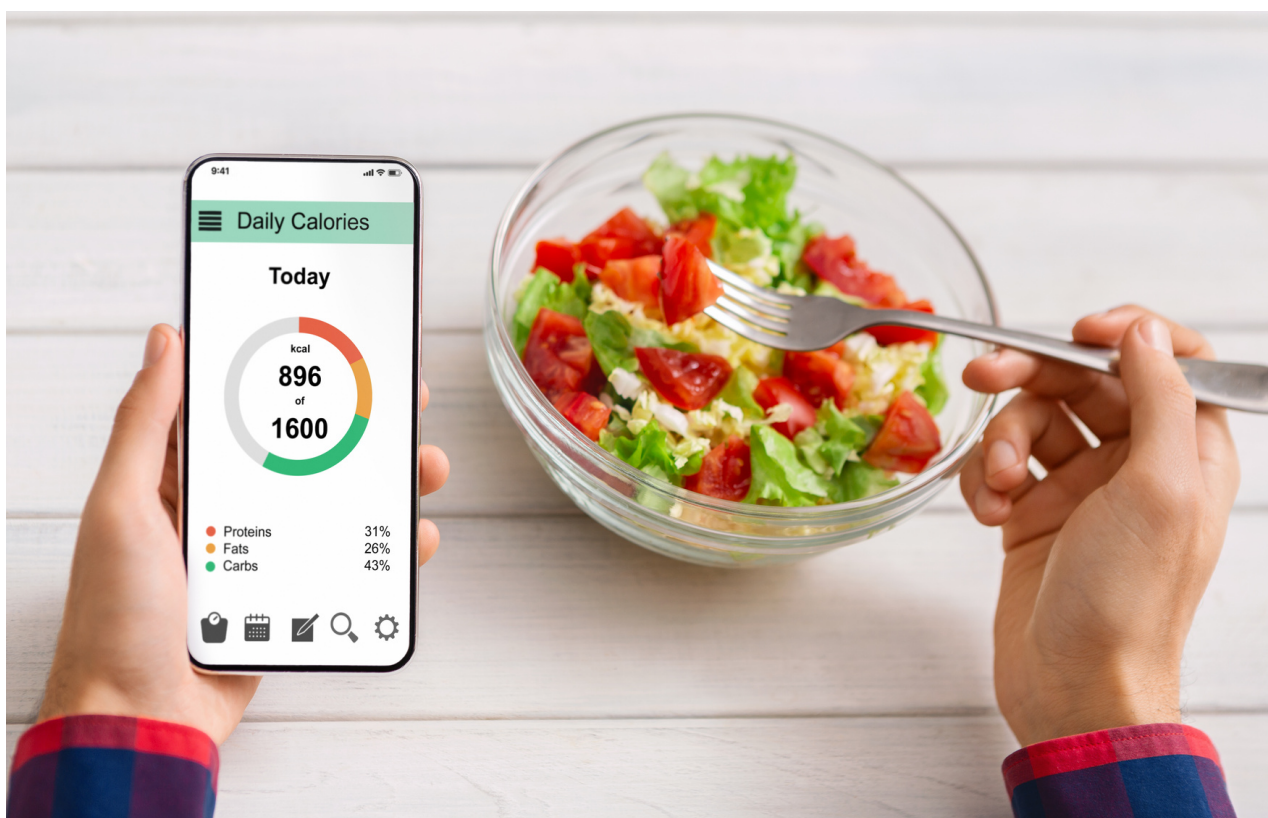 9:41
Daily Calories
Today
kcal
896
of
1600
Proteins 31%
Fats 26%
Carbs 43%